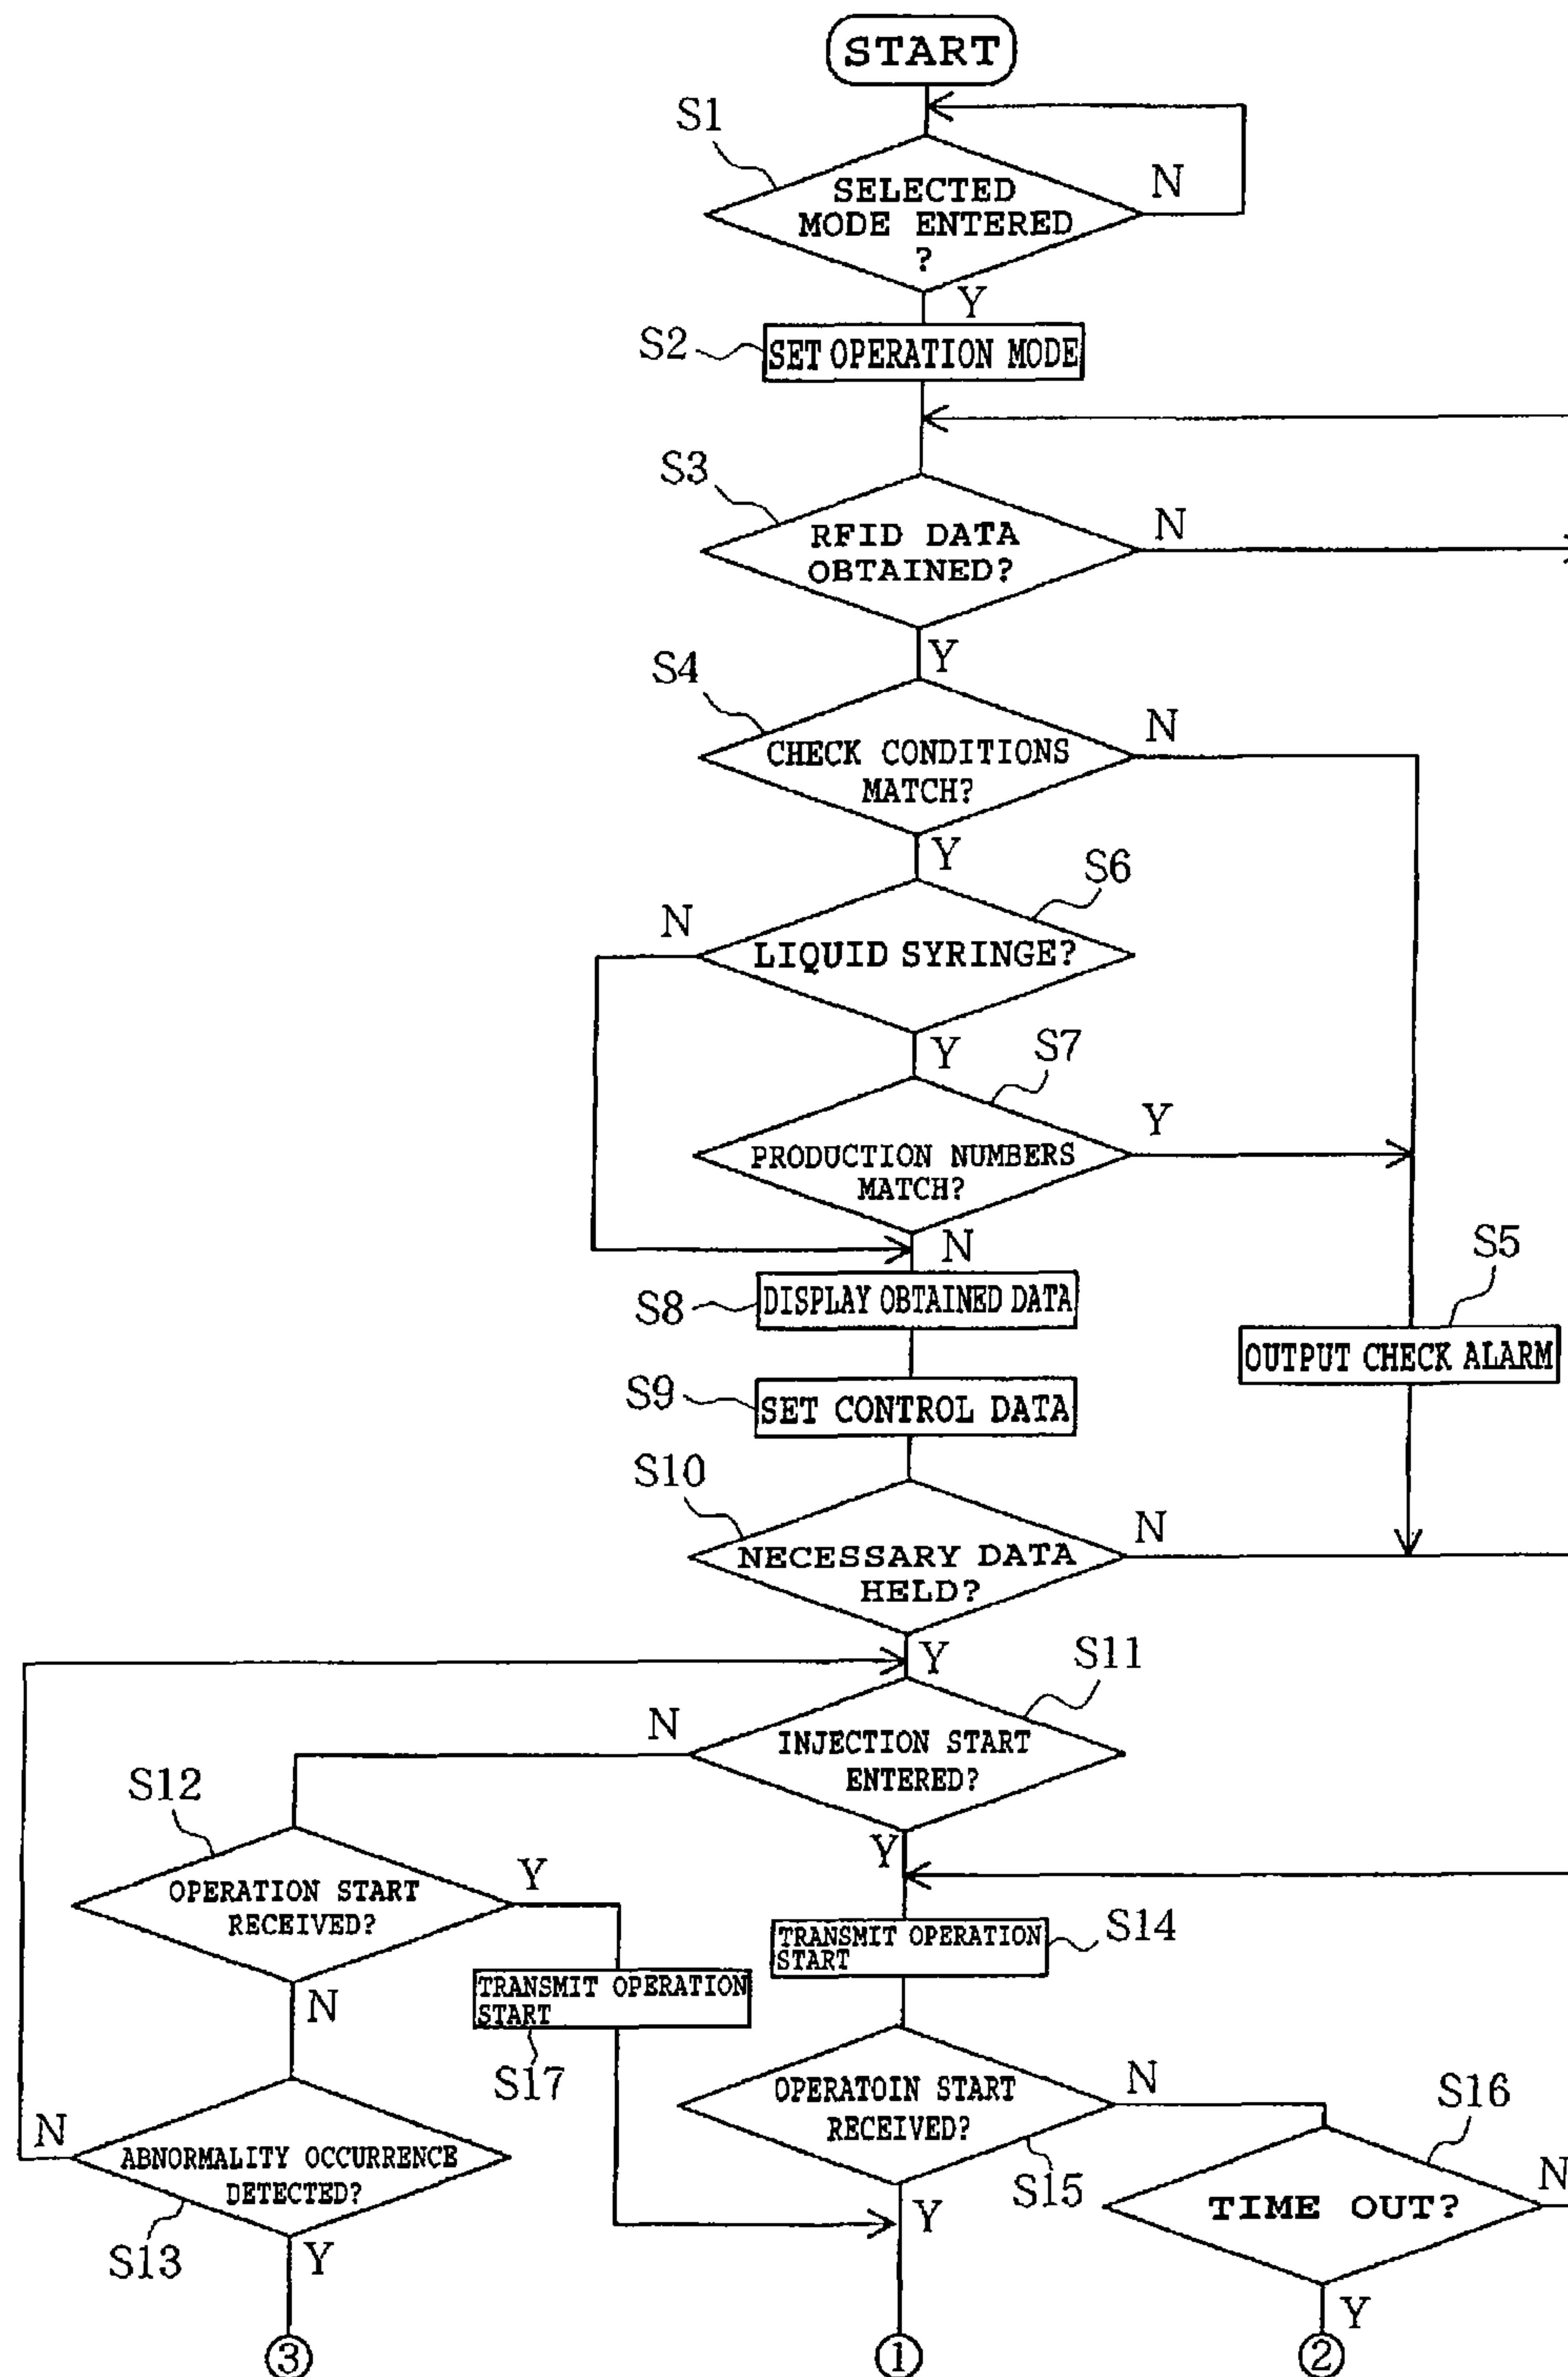 START
S1
SELECTED
MODE ENTERED
?
N
Y
S2
SET OPERATION MODE
S3
RFID DATA
OBTAINED?
N
Y
S4
CHECK CONDITIONS
MATCH?
N
Y
S6
N
LIQUID SYRINGE?
Y
S7
PRODUCTION NUMBERS
MATCH?
Y
N
S8
DISPLAY OBTAINED DATA
S5
OUTPUT CHECK ALARM
S9
SET CONTROL DATA
S10
NECESSARY DATA
HELD?
N
Y
S11
N
INJECTION START
ENTERED?
Y
S12
OPERATION START
RECEIVED?
Y
N
TRANSMIT OPERATION
START
S14
TRANSMIT OPERATION
START
S17
OPERATOIN START
RECEIVED?
N
S15
Y
S16
TIME OUT?
N
Y
N
ABNORMALITY OCCURRENCE
DETECTED?
S13
Y
③
①
②